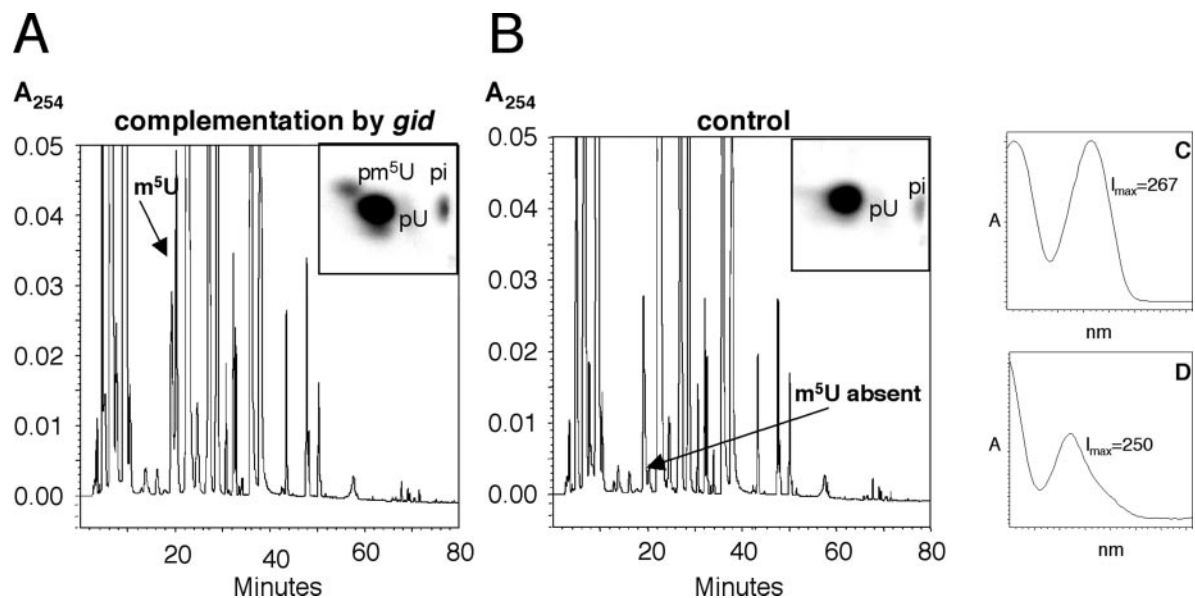 A
A254
complementation by gid
0.05
0.04
0.03
0.02
0.01
0.00
m5U
pm5U
pi
pU
20
40
60
80
Minutes
B
A254
control
0.05
0.04
0.03
0.02
0.01
0.00
pi
pU
m5U absent
20
40
60
80
Minutes
C
lmax=267
A
nm
D
lmax=250
A
nm